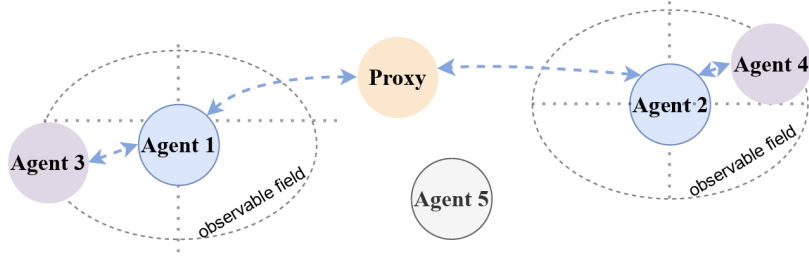 Agent 4
Proxy
Agent 2
Agent 1
Agent 3
observable field
observable field
Agent 5